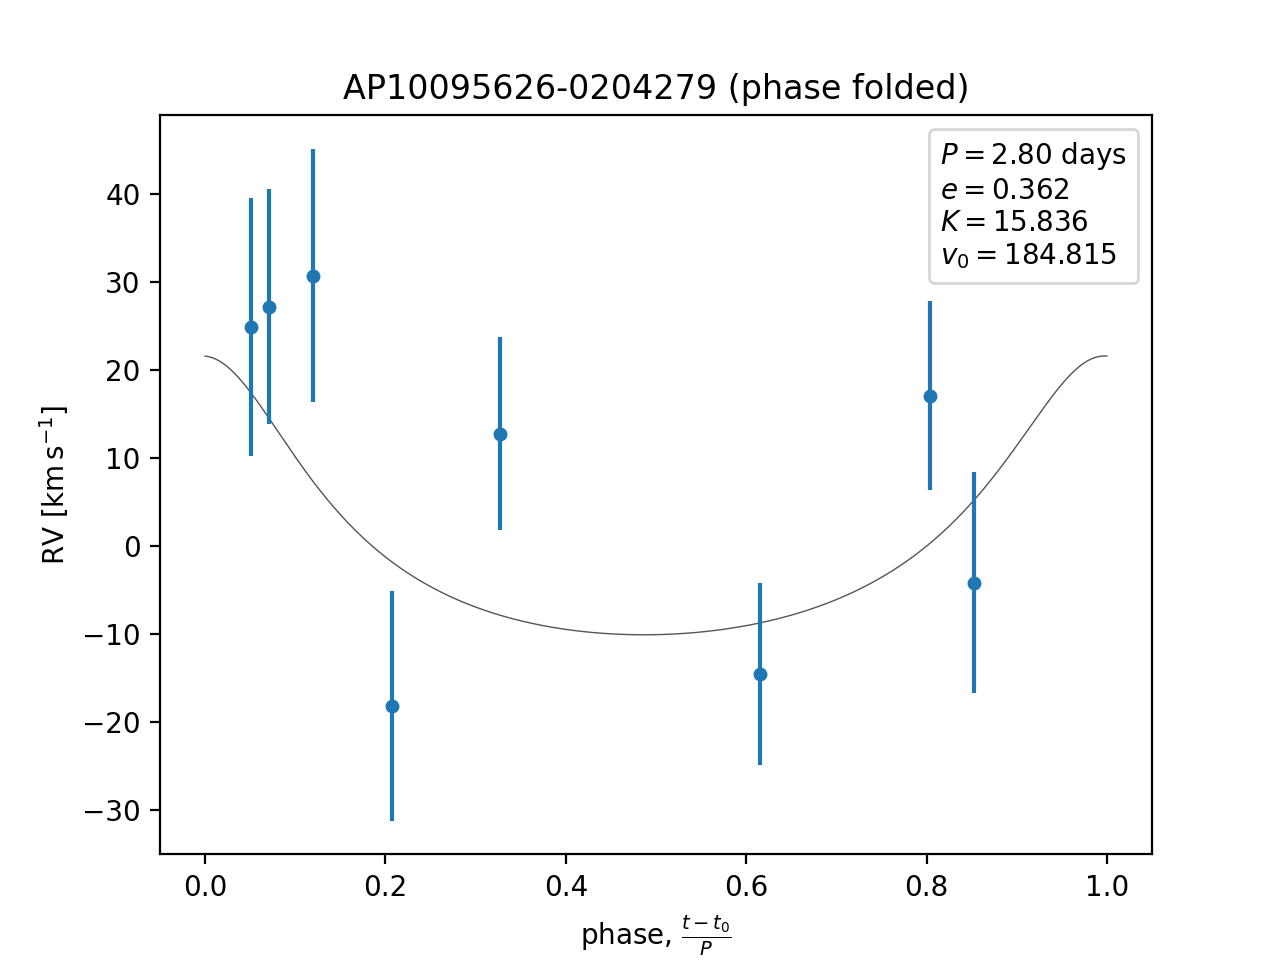 AP10095626-0204279 (phase folded)
P = 2.80 days
e = 0.362
K = 15.836
v₀ = 184.815
RV [km s⁻¹]
40
30
20
10
0
−10
−20
−30
0.0 0.2 0.4 0.6 0.8 1.0
phase, (t − t₀)/P